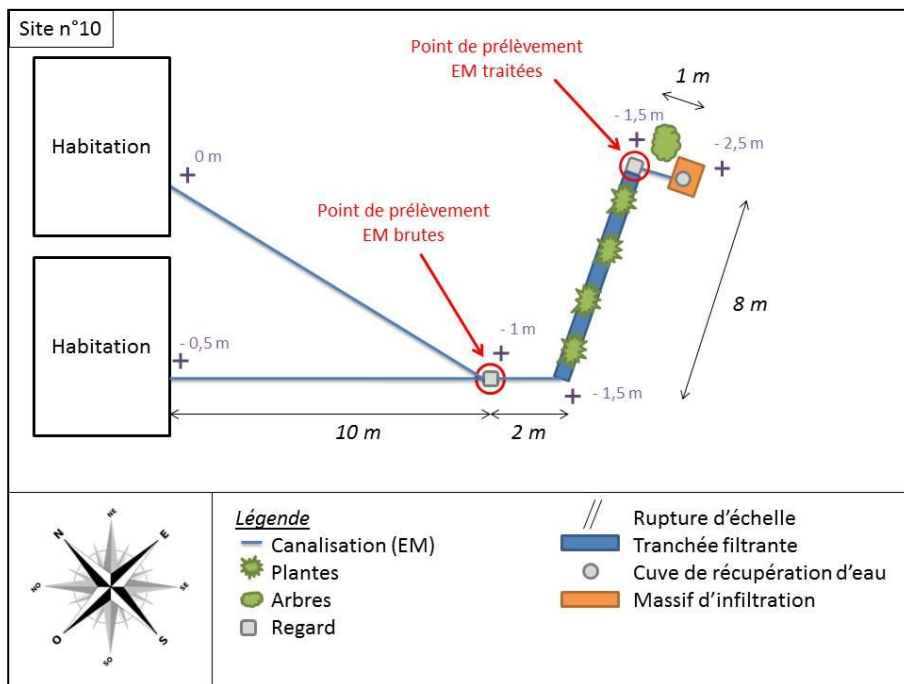 Site n°10
Point de prélèvement
EM traitées
1 m
- 1,5 m
- 2,5 m
Habitation
0 m
Point de prélèvement
EM brutes
8 m
Habitation
- 0,5 m
- 1 m
- 1,5 m
10 m
2 m
NE
N
E
NO
SE
O
S
SO
Légende
Canalisation (EM)
Plantes
Arbres
Regard
Rupture d'échelle
Tranchée filtrante
Cuve de récupération d'eau
Massif d'infiltration